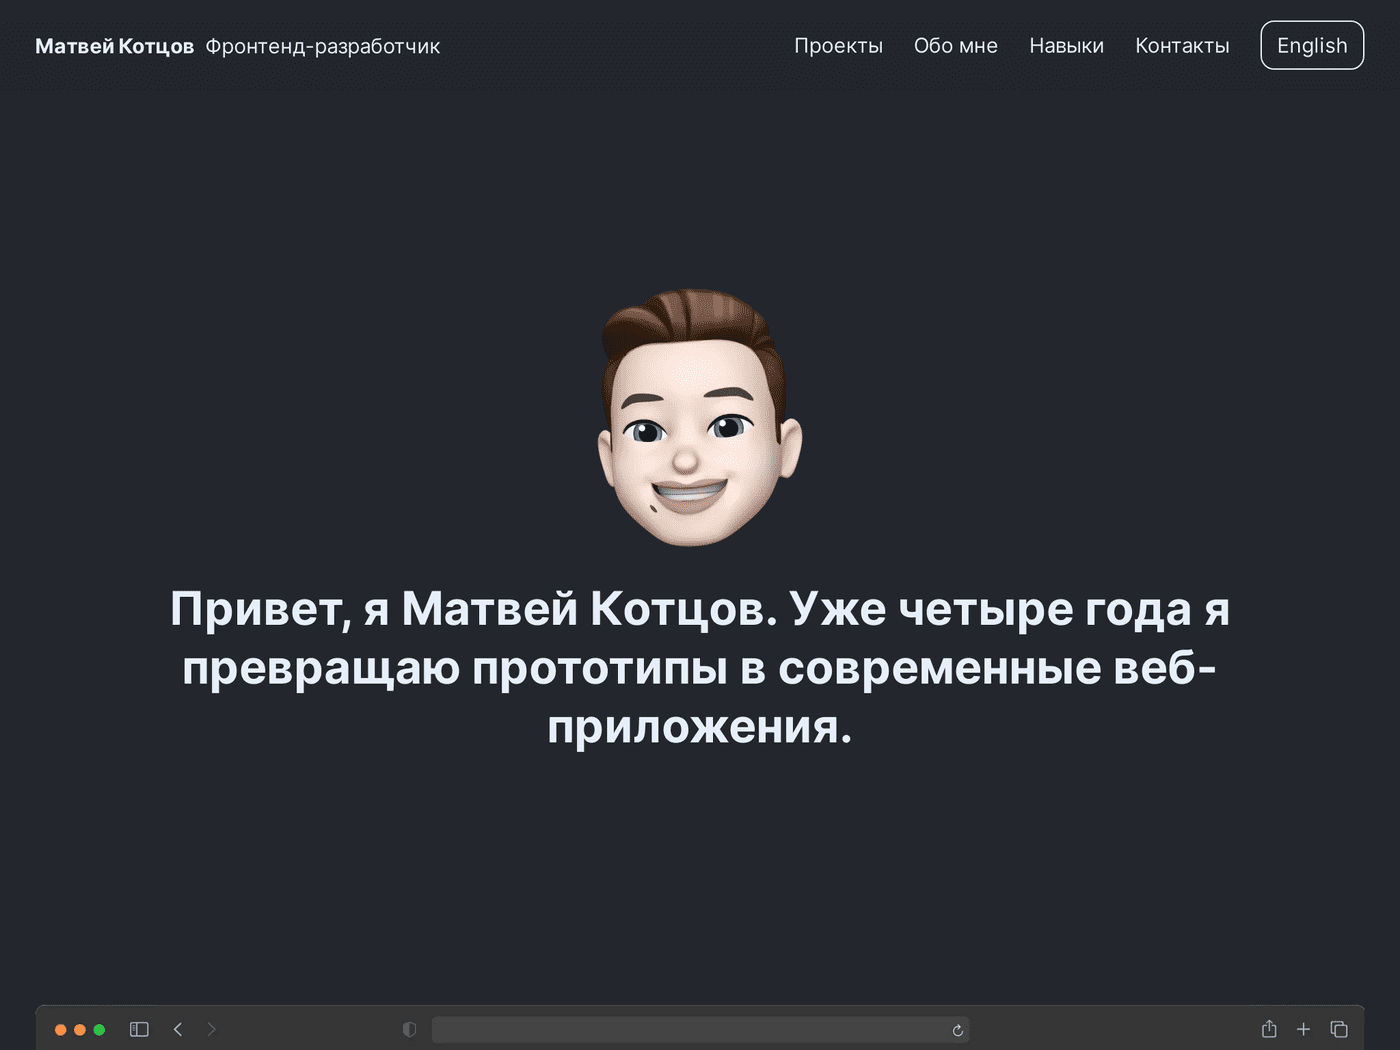 Матвей Котцов Фронтенд-разработчик
Проекты Обо мне Навыки Контакты English
Привет, я Матвей Котцов. Уже четыре года я
превращаю прототипы в современные веб-
приложения.